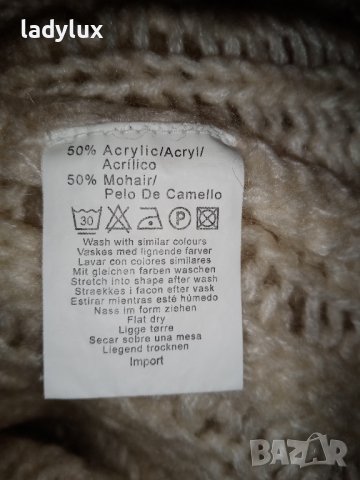 ladylux
50% Acrylic/Acryl/
Acrílico
50% Mohair/
Pelo De Camello
30 P
Wash with similar colours
Vaskes med lignende farver
Lavar con colores similares
Mit gleichen farben waschen
Stretch into shape after wash
Straekkes i facon efter vask
Estirar mientras esté húmedo
Nass im form ziehen
Flat dry
Ligge tørre
Secar sobre una mesa
Liegend trocknen
Import
BAZAR